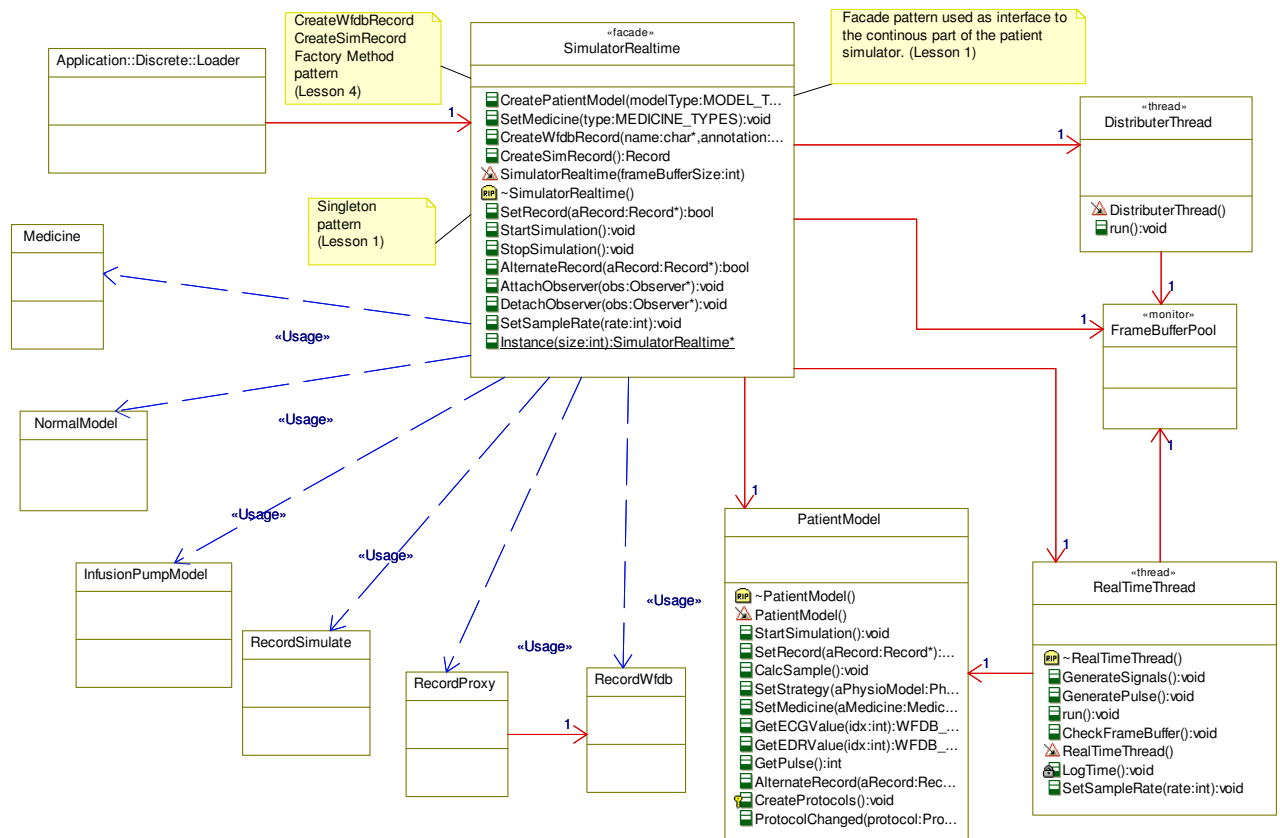 CreateWfdbRecord
CreateSimRecord
Factory Method
pattern
(Lesson 4)
«facade»
SimulatorRealtime
CreatePatientModel(modelType:MODEL_T...
SetMedicine(type:MEDICINE_TYPES):void
CreateWfdbRecord(name:char*,annotation:...
CreateSimRecord():Record
SimulatorRealtime(frameBufferSize:int)
RIP ~SimulatorRealtime()
SetRecord(aRecord:Record*):bool
StartSimulation():void
StopSimulation():void
AlternateRecord(aRecord:Record*):bool
AttachObserver(obs:Observer*):void
DetachObserver(obs:Observer*):void
SetSampleRate(rate:int):void
Instance(size:int):SimulatorRealtime*
Facade pattern used as interface to
the continous part of the patient
simulator. (Lesson 1)
Application::Discrete::Loader
1
«thread»
DistributerThread
DistributerThread()
run():void
1
Singleton
pattern
(Lesson 1)
Medicine
«Usage»
1
1
«monitor»
FrameBufferPool
1
NormalModel
«Usage»
«Usage»
InfusionPumpModel
«Usage»
RecordSimulate
«Usage»
RecordProxy
1
«Usage»
RecordWfdb
1
PatientModel
RIP ~PatientModel()
PatientModel()
StartSimulation():void
SetRecord(aRecord:Record*):...
CalcSample():void
SetStrategy(aPhysioModel:Ph...
SetMedicine(aMedicine:Medic...
GetECGValue(idx:int):WFDB_...
GetEDRValue(idx:int):WFDB_...
GetPulse():int
AlternateRecord(aRecord:Rec...
CreateProtocols():void
ProtocolChanged(protocol:Pro...
1
1
«thread»
RealTimeThread
RIP ~RealTimeThread()
GenerateSignals():void
GeneratePulse():void
run():void
CheckFrameBuffer():void
RealTimeThread()
LogTime():void
SetSampleRate(rate:int):void